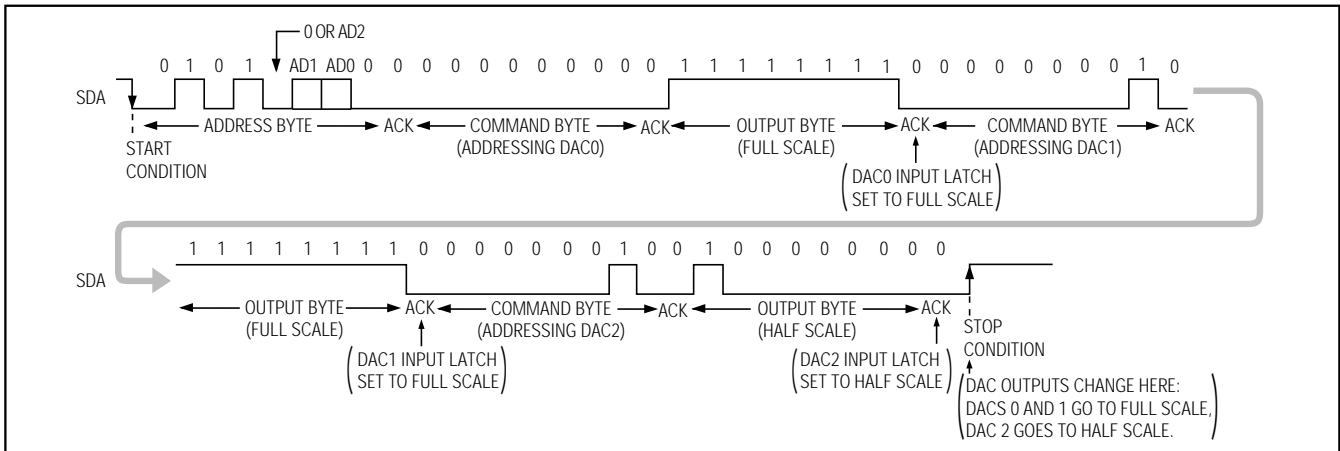 0 OR AD2
0 1 0 1 AD1 AD0 0 0 0 0 0 0 0 0 0 0 0 1 1 1 1 1 1 1 1 0 0 0 0 0 0 0 0 1 0
SDA
ADDRESS BYTE ACK COMMAND BYTE ACK OUTPUT BYTE ACK COMMAND BYTE ACK
(ADDRESSING DAC0) (FULL SCALE) (ADDRESSING DAC1)
START
CONDITION
(DAC0 INPUT LATCH
SET TO FULL SCALE)
1 1 1 1 1 1 1 1 0 0 0 0 0 0 0 1 0 0 1 0 0 0 0 0 0 0 0
SDA
OUTPUT BYTE ACK COMMAND BYTE ACK OUTPUT BYTE ACK
(FULL SCALE) (ADDRESSING DAC2) (HALF SCALE)
STOP
CONDITION
(DAC1 INPUT LATCH
SET TO FULL SCALE)
(DAC2 INPUT LATCH
SET TO HALF SCALE)
(DAC OUTPUTS CHANGE HERE:
DACS 0 AND 1 GO TO FULL SCALE,
DAC 2 GOES TO HALF SCALE.)